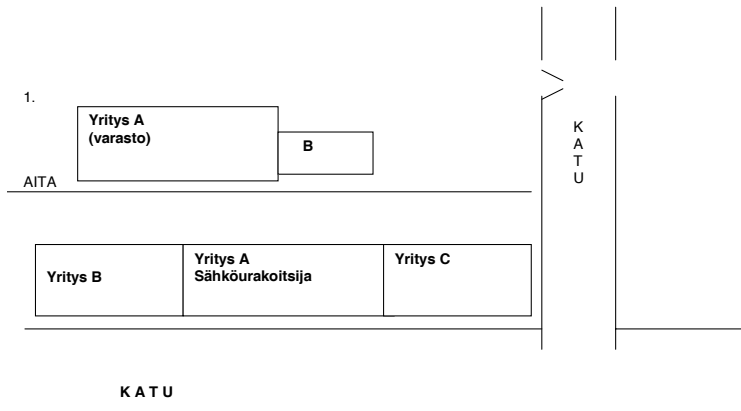 1.
Yritys A
(varasto)
B
K
A
T
U
AITA
Yritys B
Yritys A
Sähköurakoitsija
Yritys C
K A T U